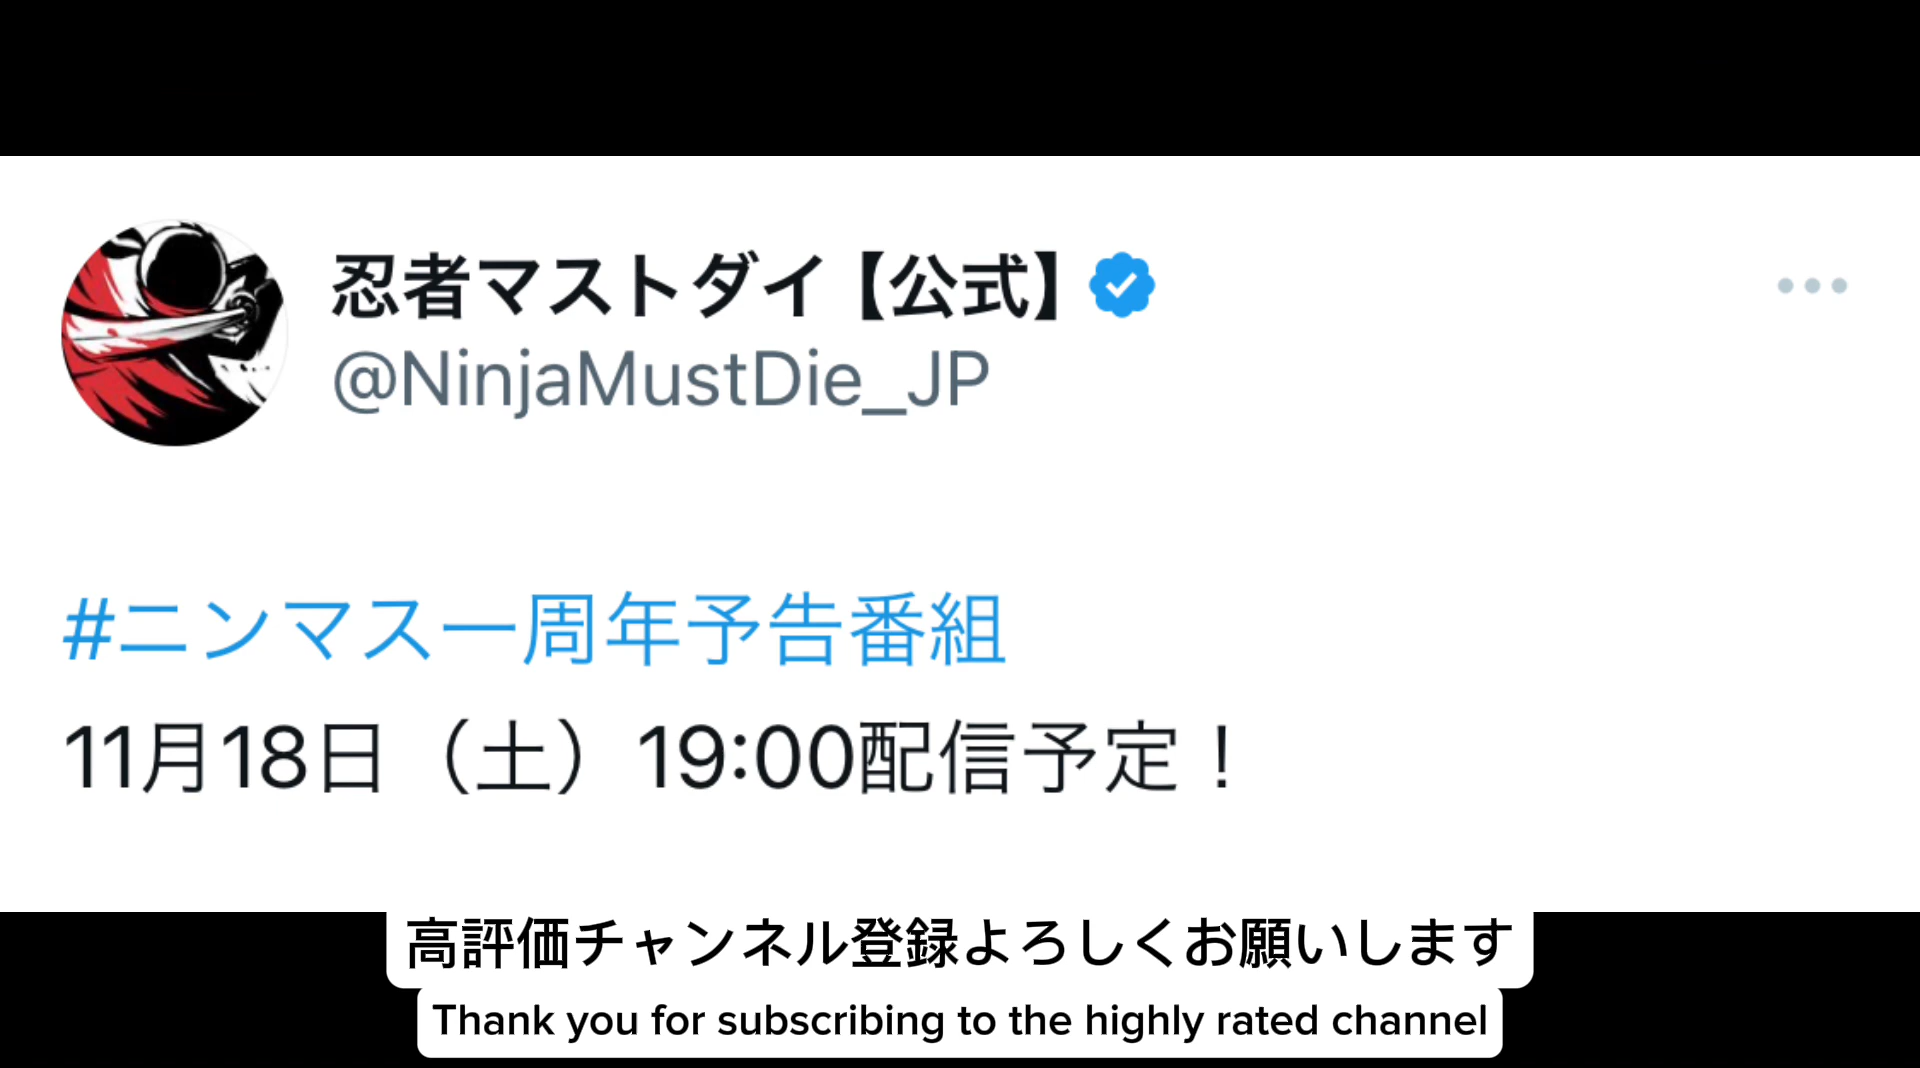 忍者マストダイ【公式】
@NinjaMustDie_JP
#ニンマス一周年予告番組
11月18日（土）19:00配信予定！
高評価チャンネル登録よろしくお願いします
Thank you for subscribing to the highly rated channel